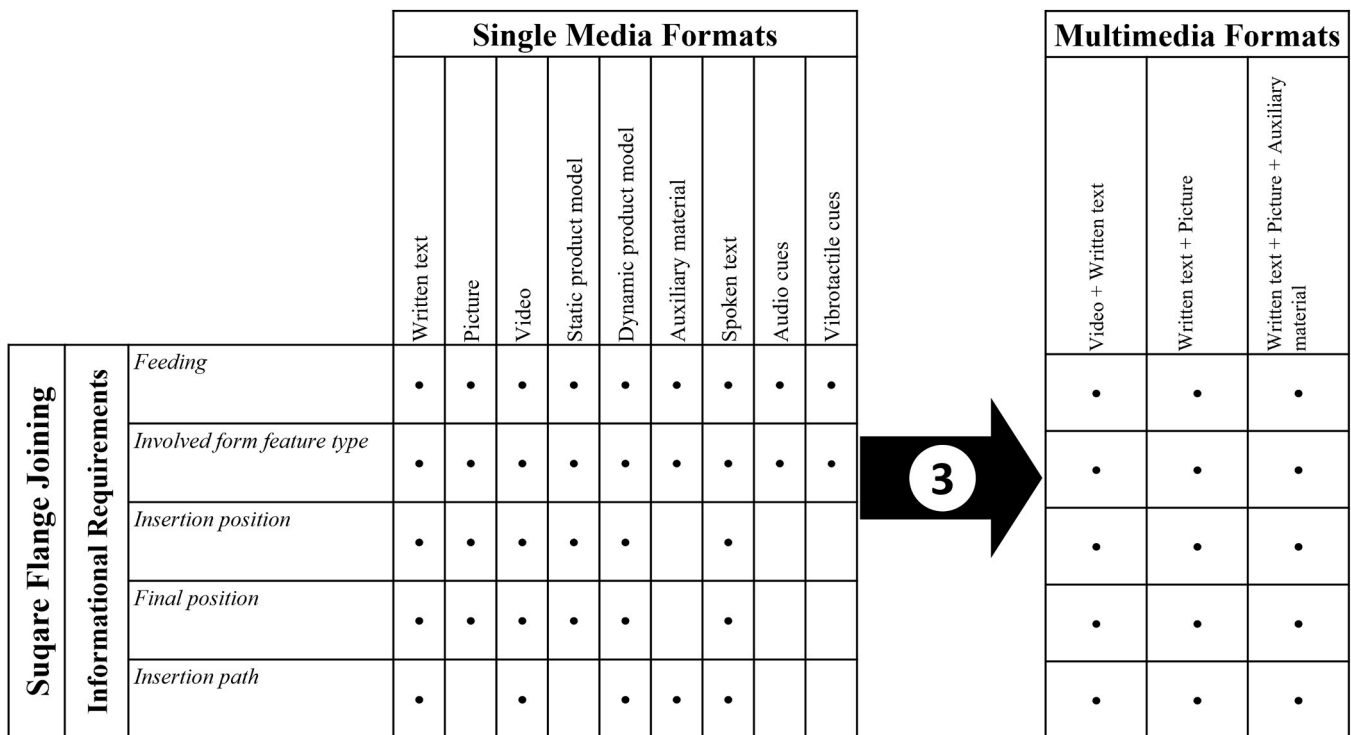 Single Media Formats
Multimedia Formats
Written text
Picture
Video
Static product model
Dynamic product model
Auxiliary material
Spoken text
Audio cues
Vibrotactile cues
Video + Written text
Written text + Picture
Written text + Picture + Auxiliary
material
Suqare Flange Joining
Informational Requirements
Feeding
• • • • • • • • •
• • •
Involved form feature type
• • • • • • • • •
• • •
3
Insertion position
• • • • • •
• • •
Final position
• • • • • •
• • •
Insertion path
• • • • •
• • •